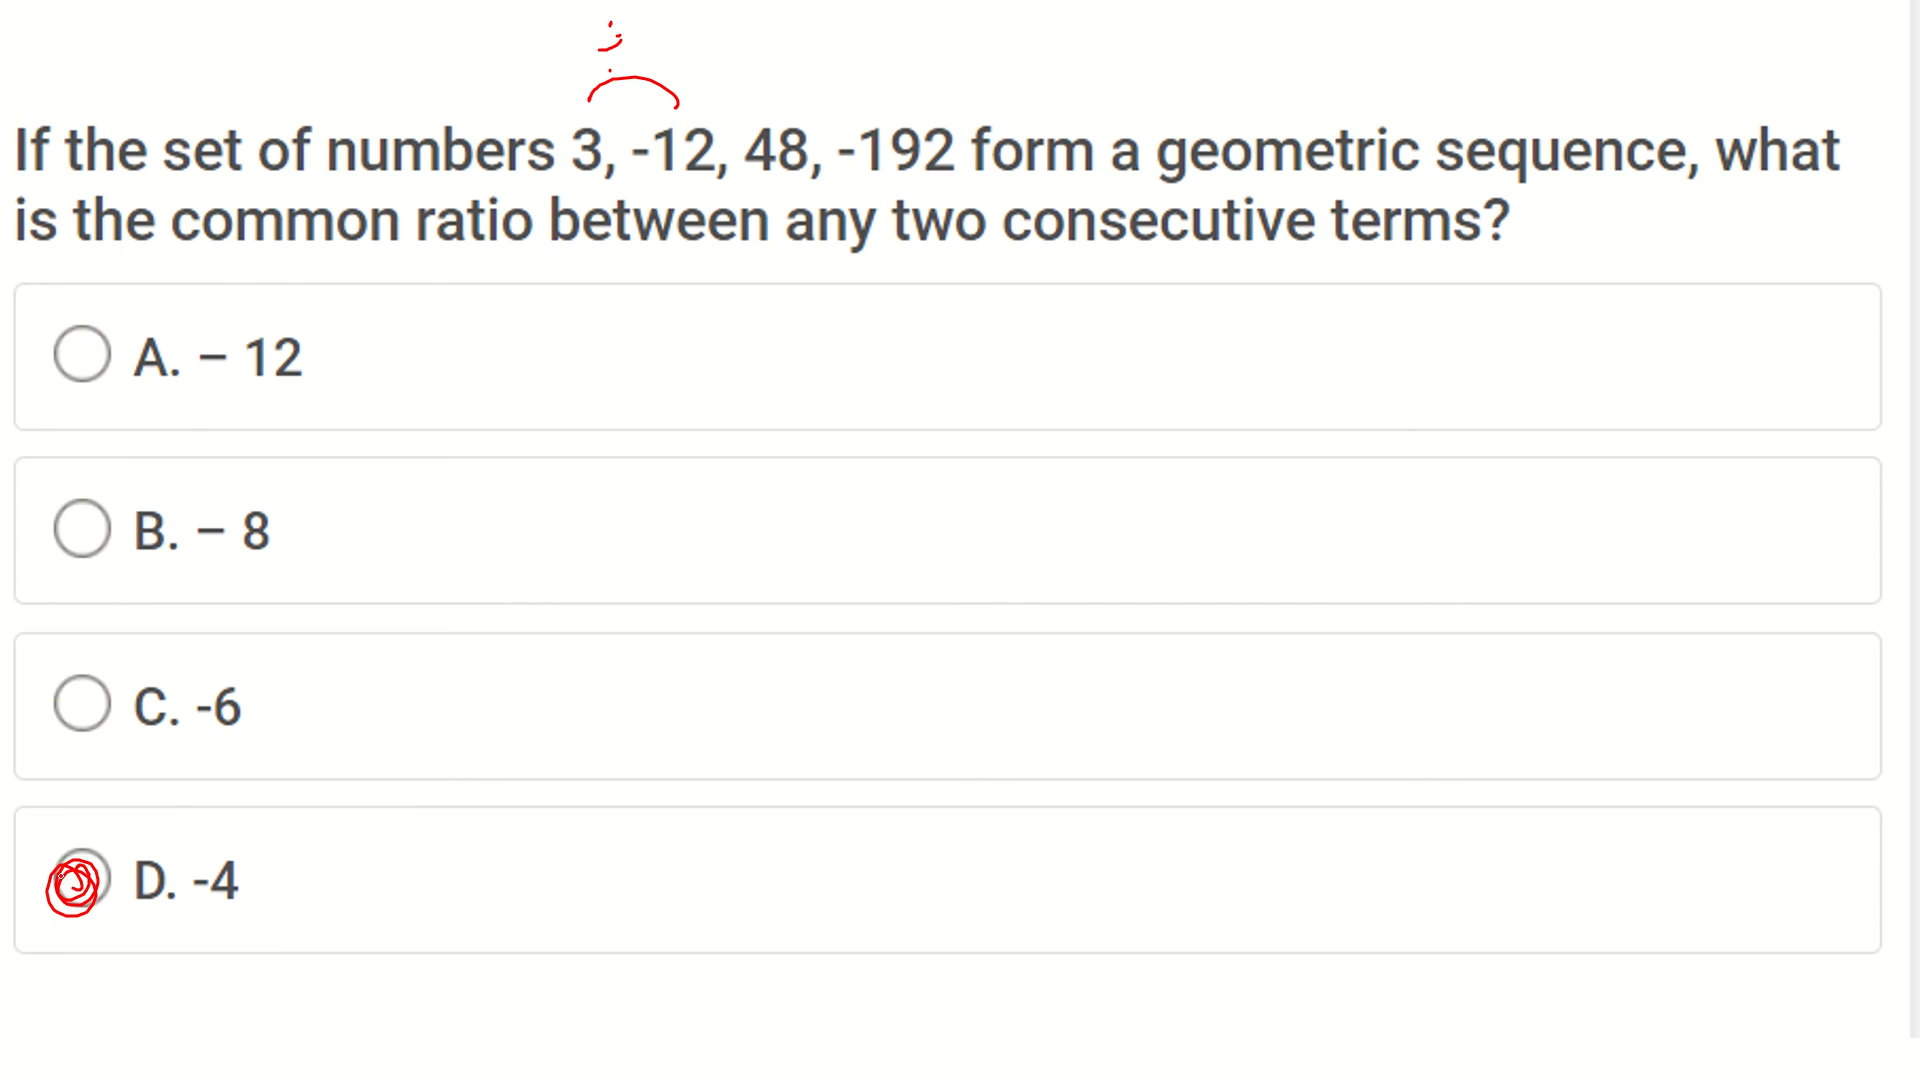 If the set of numbers 3, -12, 48, -192 form a geometric sequence, what
is the common ratio between any two consecutive terms?
A. – 12
B. – 8
C. -6
D. -4